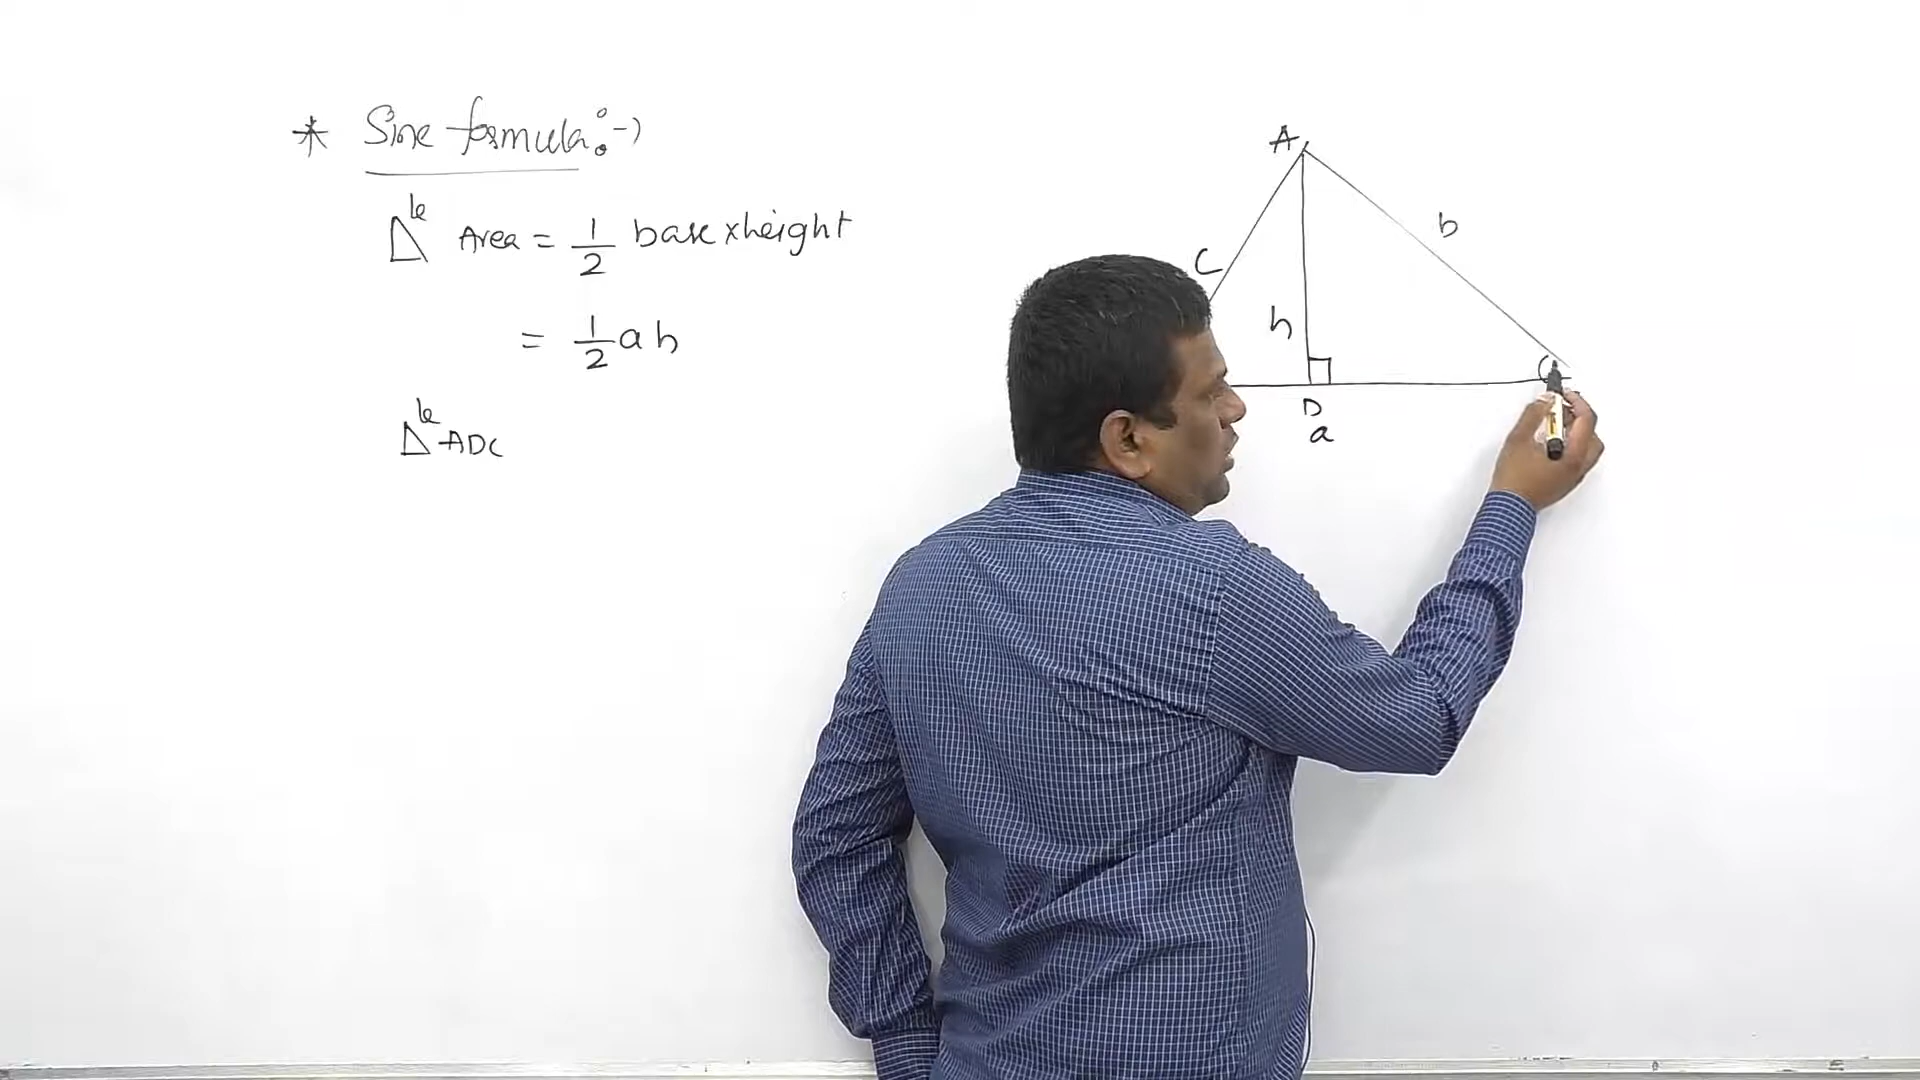 * Sine formula :-)
Δle Area = 1/2 base x height
= 1/2 a h
Δle ADC
A
b
C
h
D
a